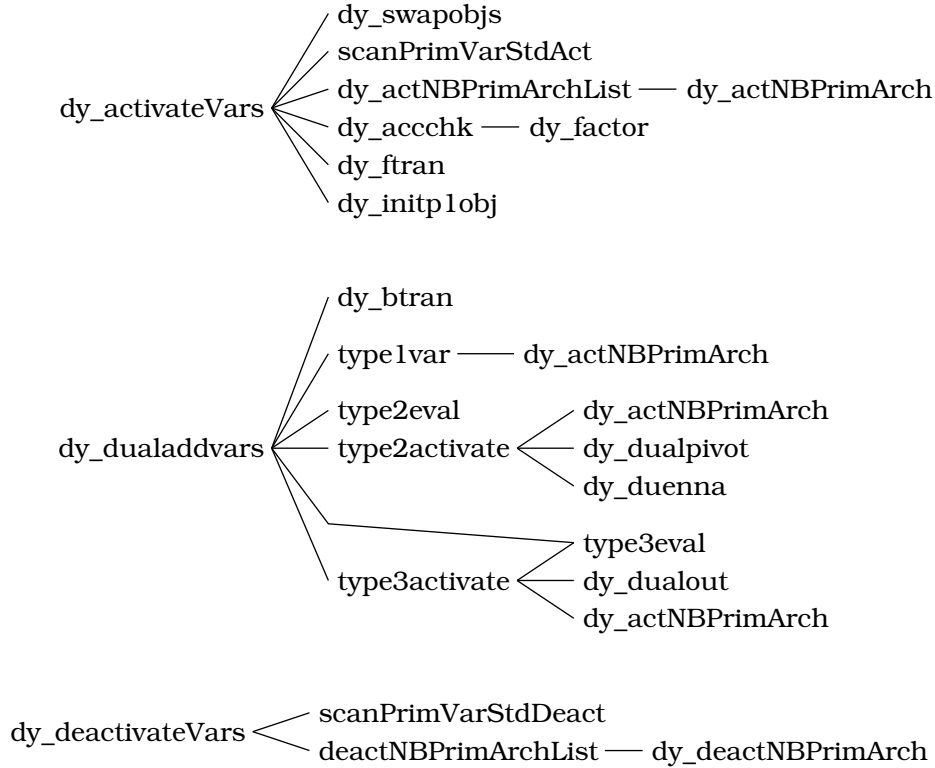 dy_swapobjs
scanPrimVarStdAct
dy_actNBPrimArchList dy_actNBPrimArch
dy_activateVars
dy_accchk dy_factor
dy_ftran
dy_initp1obj
dy_btran
type1var dy_actNBPrimArch
type2eval dy_actNBPrimArch
dy_dualaddvars type2activate dy_dualpivot
dy_duenna
type3eval
type3activate dy_dualout
dy_actNBPrimArch
scanPrimVarStdDeact
dy_deactivateVars
deactNBPrimArchList dy_deactNBPrimArch